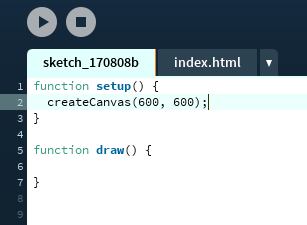 sketch_170808b index.html ▼
1 function setup() {
2   createCanvas(600, 600);
3 }
4
5 function draw() {
6
7 }
8
9